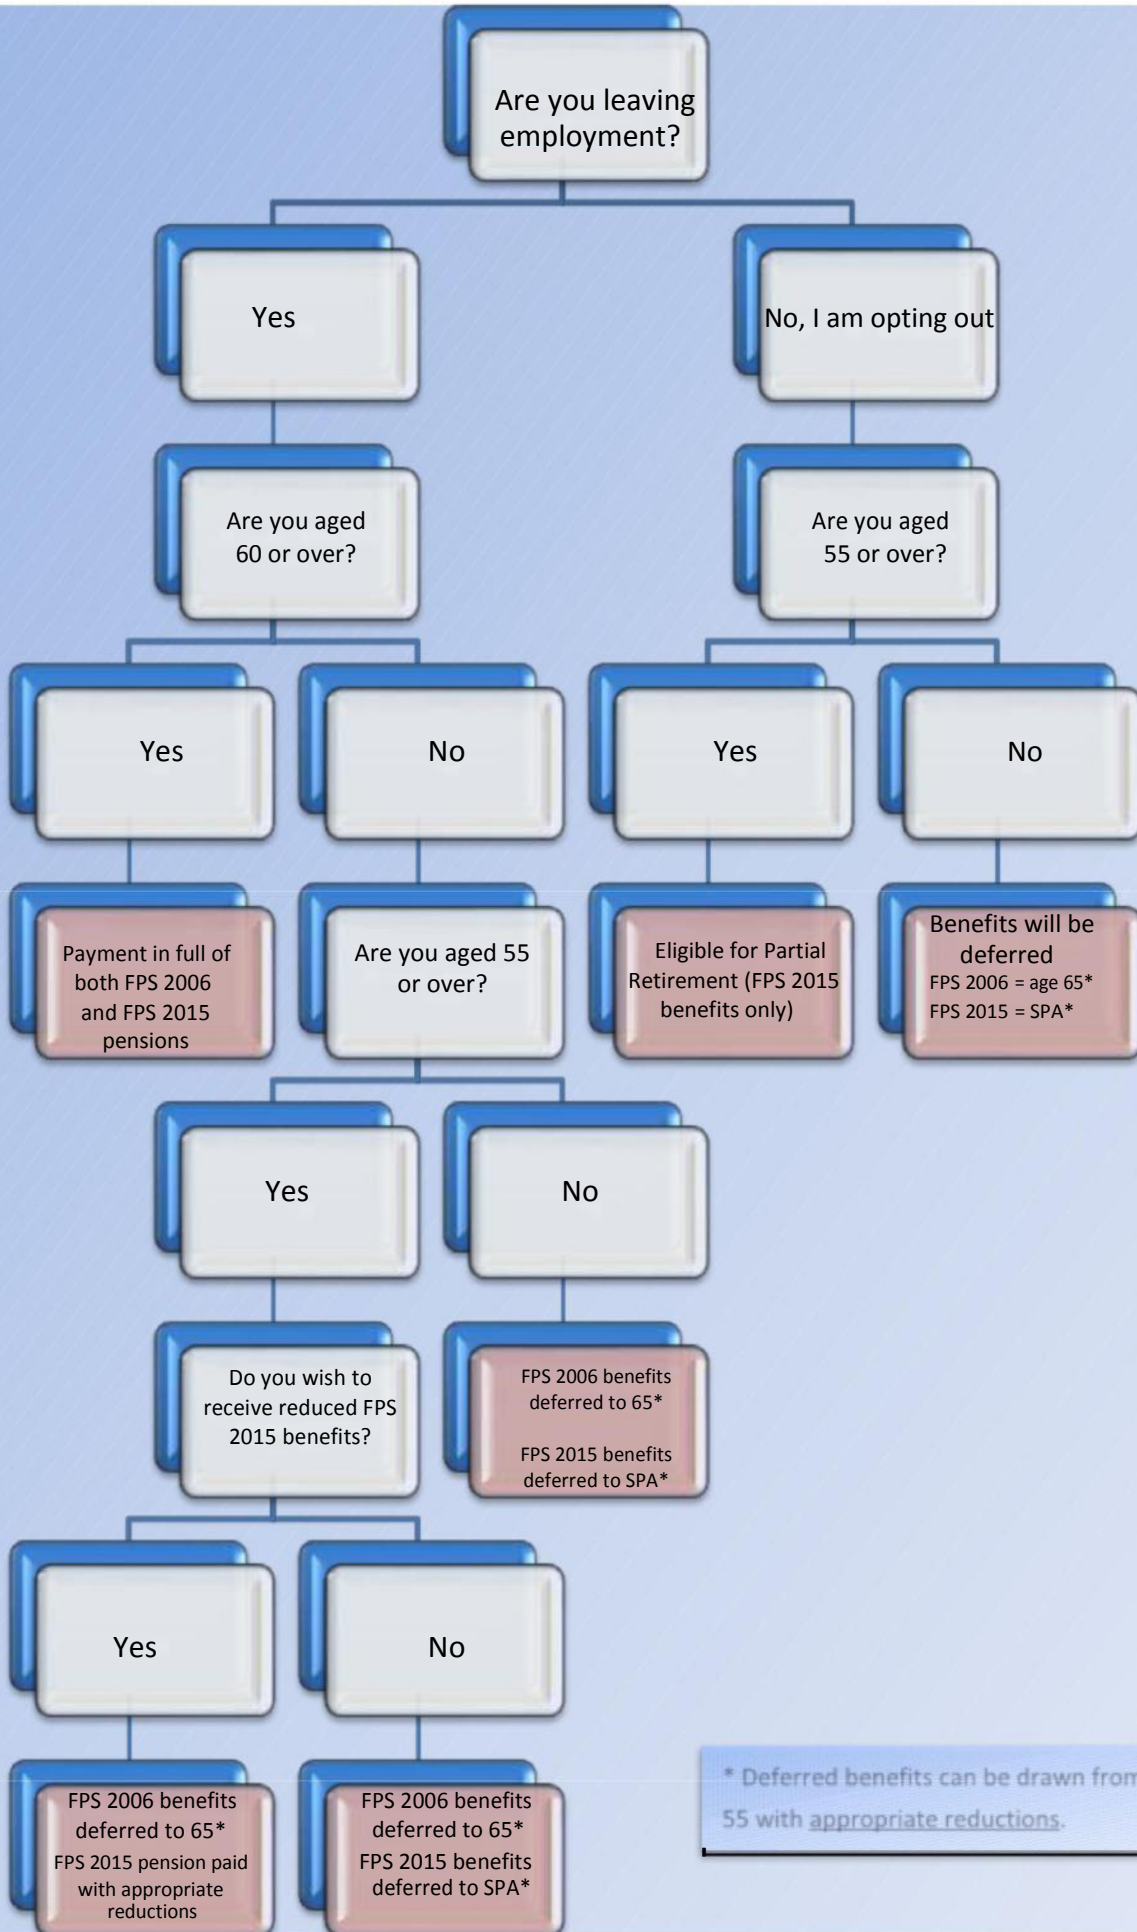 Are you leaving
employment?
Yes
No, I am opting out
Are you aged
60 or over?
Are you aged
55 or over?
Yes
No
Yes
No
Payment in full of
both FPS 2006
and FPS 2015
pensions
Are you aged 55
or over?
Eligible for Partial
Retirement (FPS 2015
benefits only)
Benefits will be
deferred
FPS 2006 = age 65*
FPS 2015 = SPA*
Yes
No
Do you wish to
receive reduced FPS
2015 benefits?
FPS 2006 benefits
deferred to 65*
FPS 2015 benefits
deferred to SPA*
Yes
No
FPS 2006 benefits
deferred to 65*
FPS 2015 pension paid
with appropriate
reductions
FPS 2006 benefits
deferred to 65*
FPS 2015 benefits
deferred to SPA*
* Deferred benefits can be drawn from
55 with appropriate reductions.